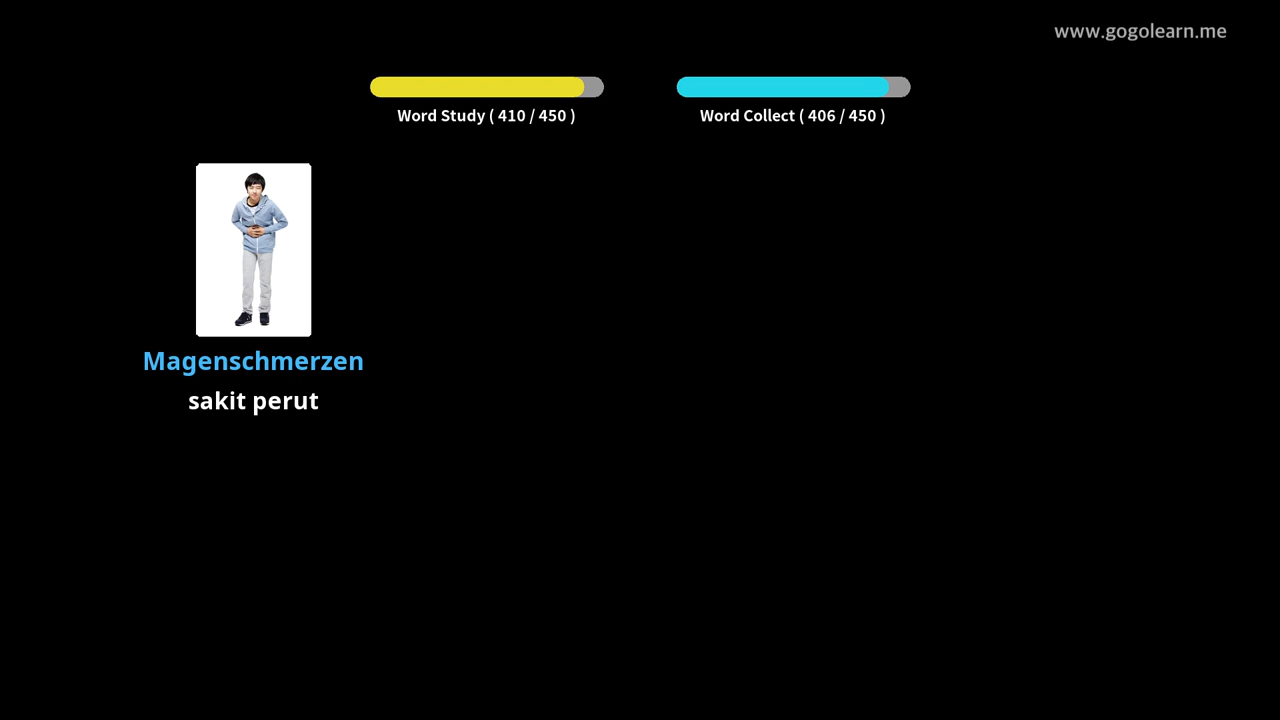 www.gogolearn.me
Word Study ( 410 / 450 )
Word Collect ( 406 / 450 )
Magenschmerzen
sakit perut